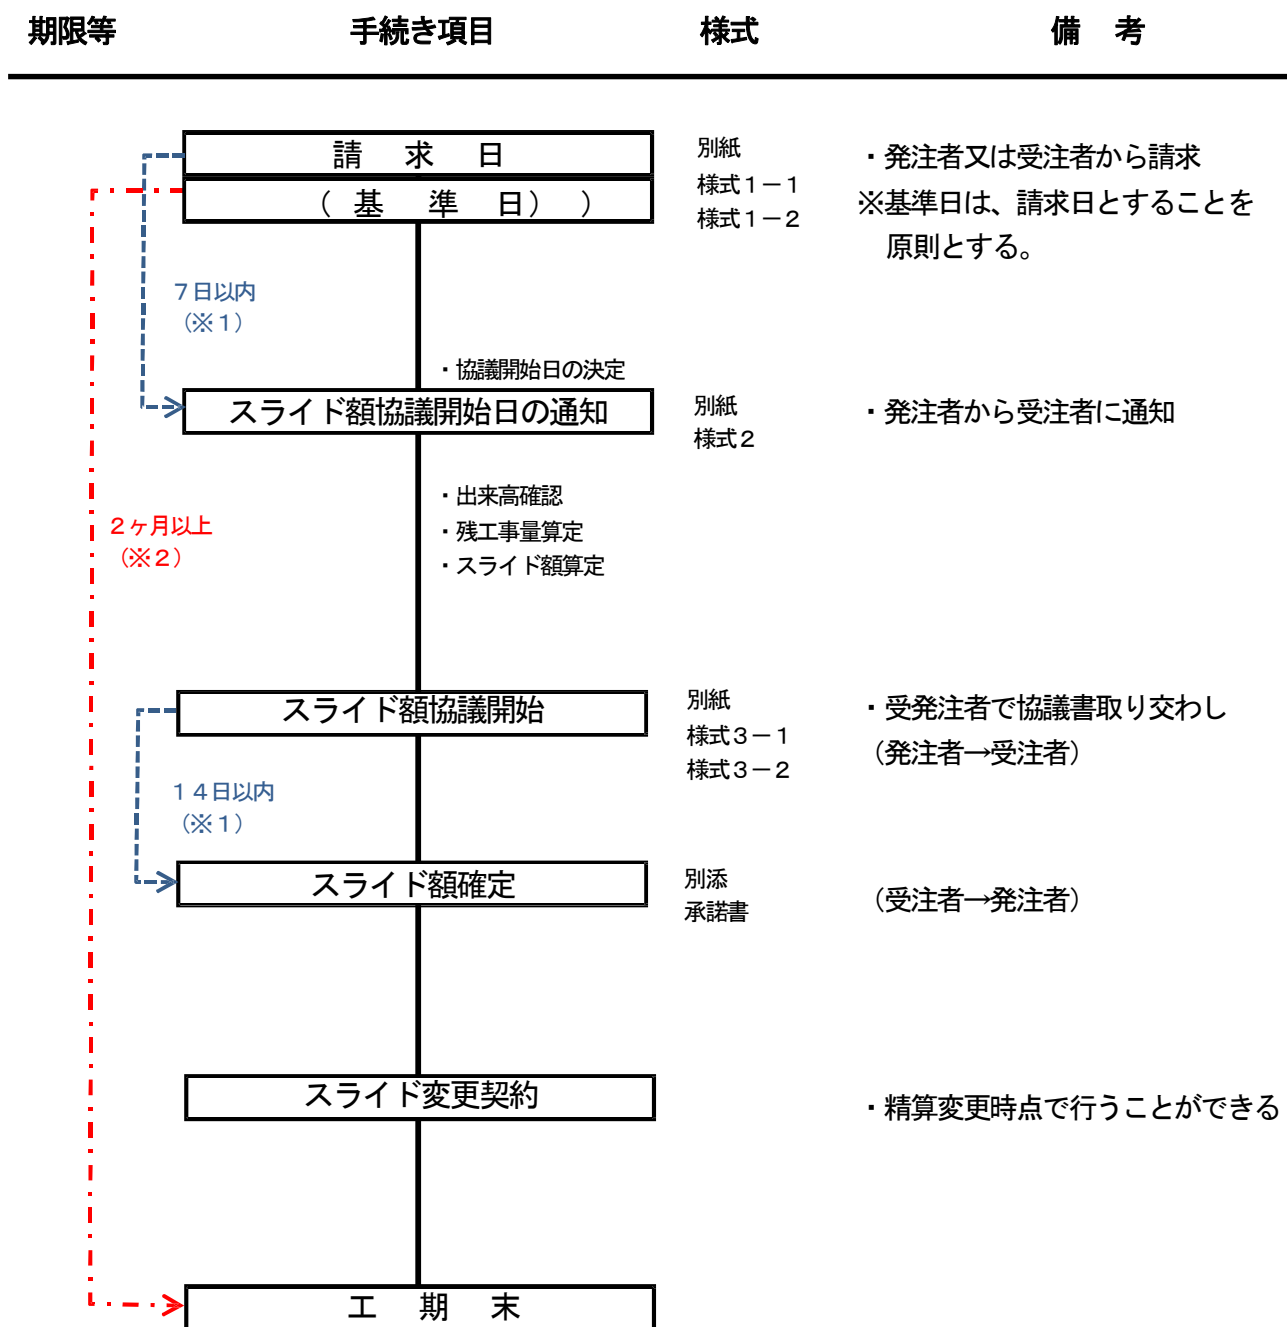 期限等 手続き項目 様式 備 考
請 求 日
(基 準 日))
別紙
様式１－１
様式１－２
・発注者又は受注者から請求
※基準日は、請求日とすることを
原則とする。
７日以内
（※１）
・協議開始日の決定
スライド額協議開始日の通知
別紙
様式２
・発注者から受注者に通知
・出来高確認
・残工事量算定
・スライド額算定
２ヶ月以上
（※２）
スライド額協議開始
別紙
様式３－１
様式３－２
・受発注者で協議書取り交わし
（発注者→受注者）
１４日以内
（※１）
スライド額確定
別添
承諾書
（受注者→発注者）
スライド変更契約
・精算変更時点で行うことができる
工 期 末